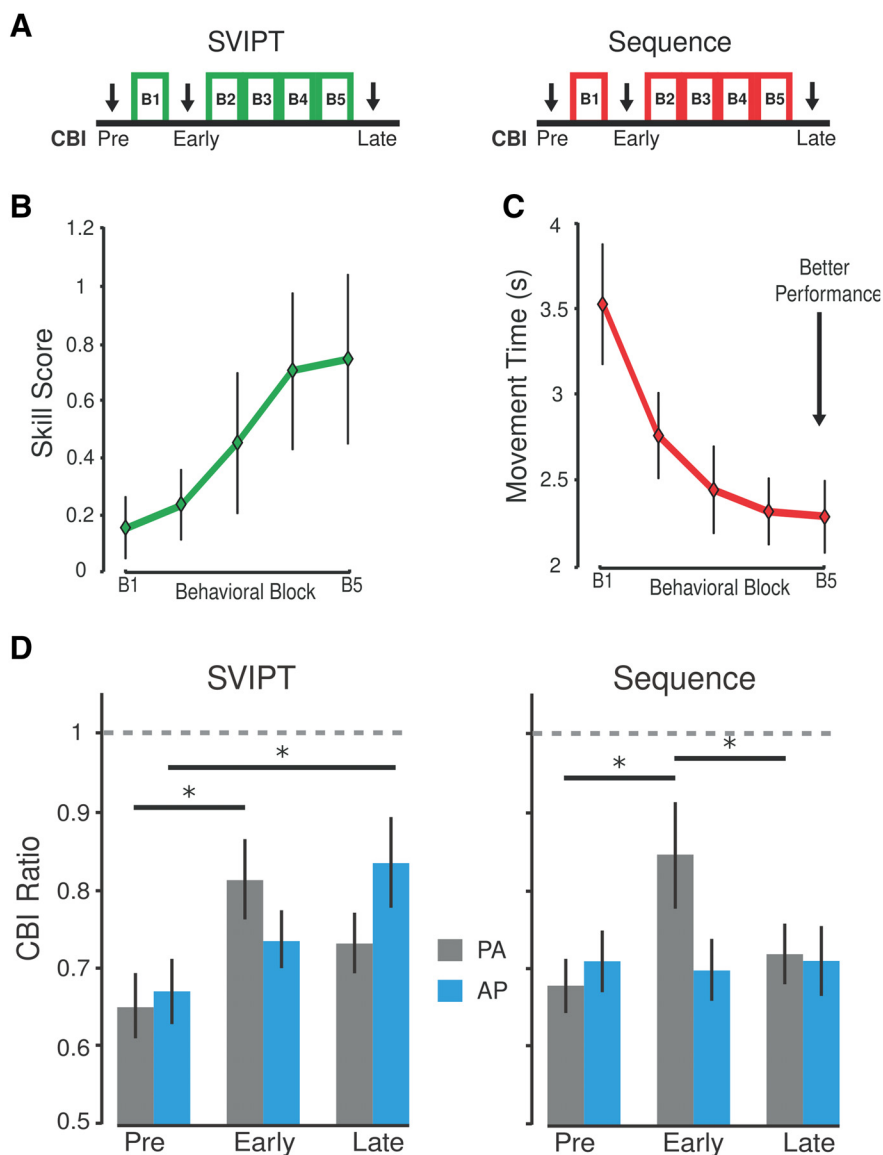 A
SVIPT
Sequence
B1 B2 B3 B4 B5
B1 B2 B3 B4 B5
CBI Pre Early Late
CBI Pre Early Late
B
1.2
1
0.8
0.6
0.4
0.2
0
Skill Score
B1 Behavioral Block B5
C
4
3.5
3
2.5
2
Movement Time (s)
Better
Performance
B1 Behavioral Block B5
D
SVIPT
Sequence
1
0.9
0.8
0.7
0.6
0.5
CBI Ratio
*
*
*
*
PA
AP
Pre Early Late
Pre Early Late